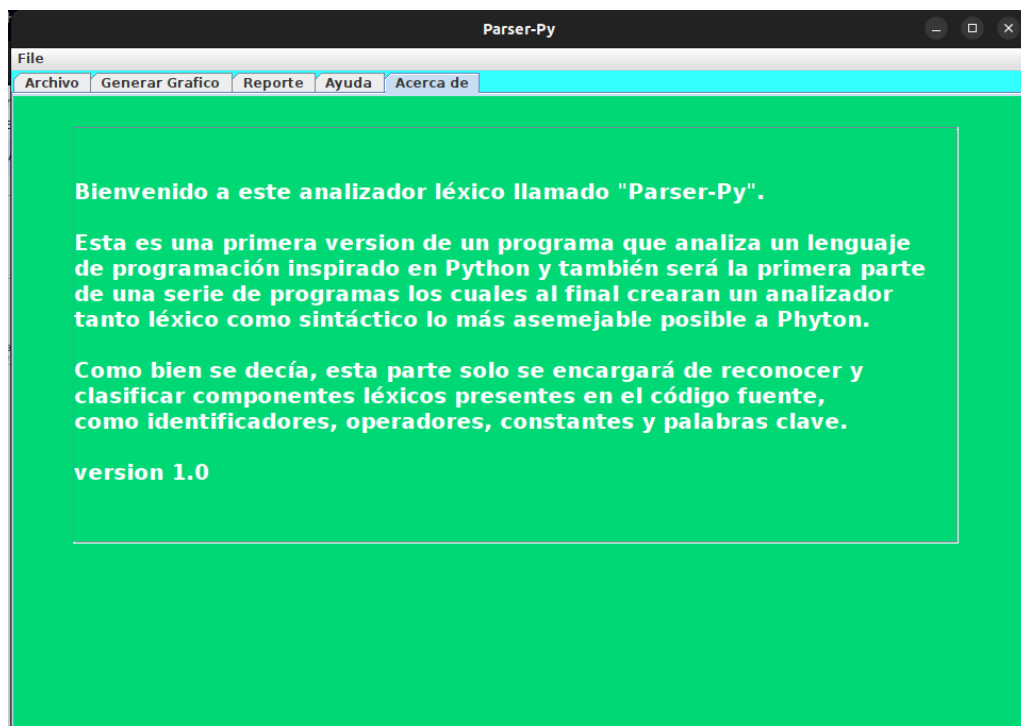 Parser-Py
File
Archivo Generar Grafico Reporte Ayuda Acerca de
Bienvenido a este analizador léxico llamado "Parser-Py".
Esta es una primera version de un programa que analiza un lenguaje
de programación inspirado en Python y también será la primera parte
de una serie de programas los cuales al final crearan un analizador
tanto léxico como sintáctico lo más asemejable posible a Phyton.
Como bien se decía, esta parte solo se encargará de reconocer y
clasificar componentes léxicos presentes en el código fuente,
como identificadores, operadores, constantes y palabras clave.
version 1.0